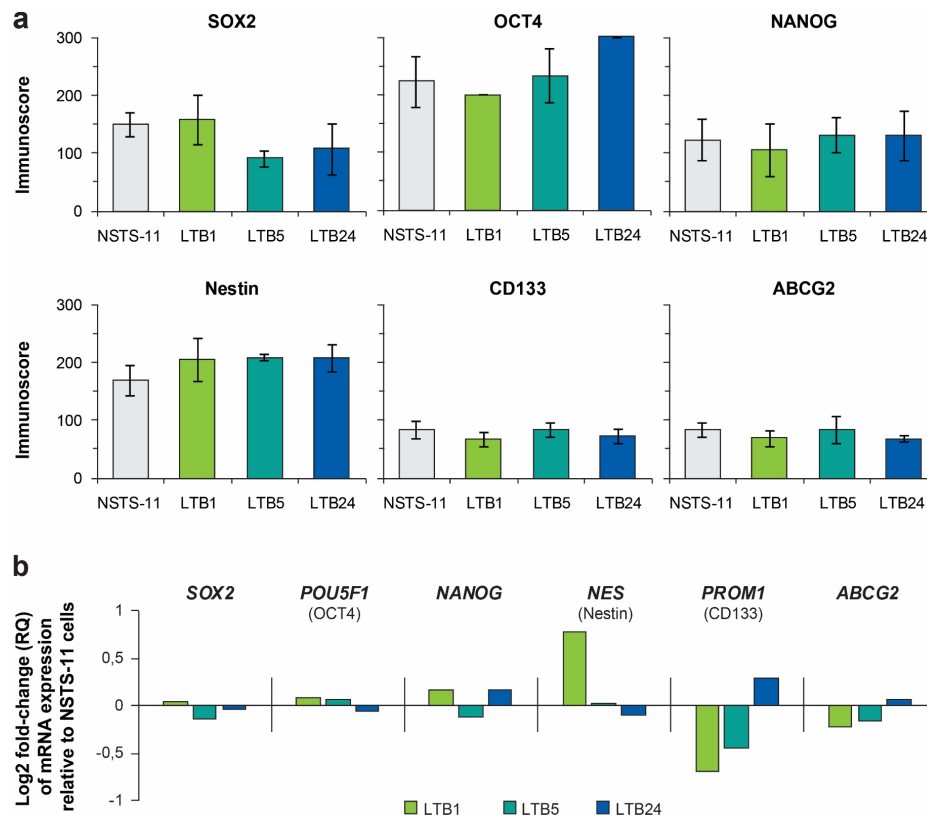 a
SOX2 OCT4 NANOG
Immunoscore
300
200
100
0
NSTS-11 LTB1 LTB5 LTB24 NSTS-11 LTB1 LTB5 LTB24 NSTS-11 LTB1 LTB5 LTB24
Nestin CD133 ABCG2
Immunoscore
300
200
100
0
NSTS-11 LTB1 LTB5 LTB24 NSTS-11 LTB1 LTB5 LTB24 NSTS-11 LTB1 LTB5 LTB24
b
SOX2 POU5F1 NANOG NES PROM1 ABCG2
(OCT4) (Nestin) (CD133)
Log2 fold-change (RQ)
of mRNA expression
relative to NSTS-11 cells
1
0,5
0
-0,5
-1
LTB1 LTB5 LTB24